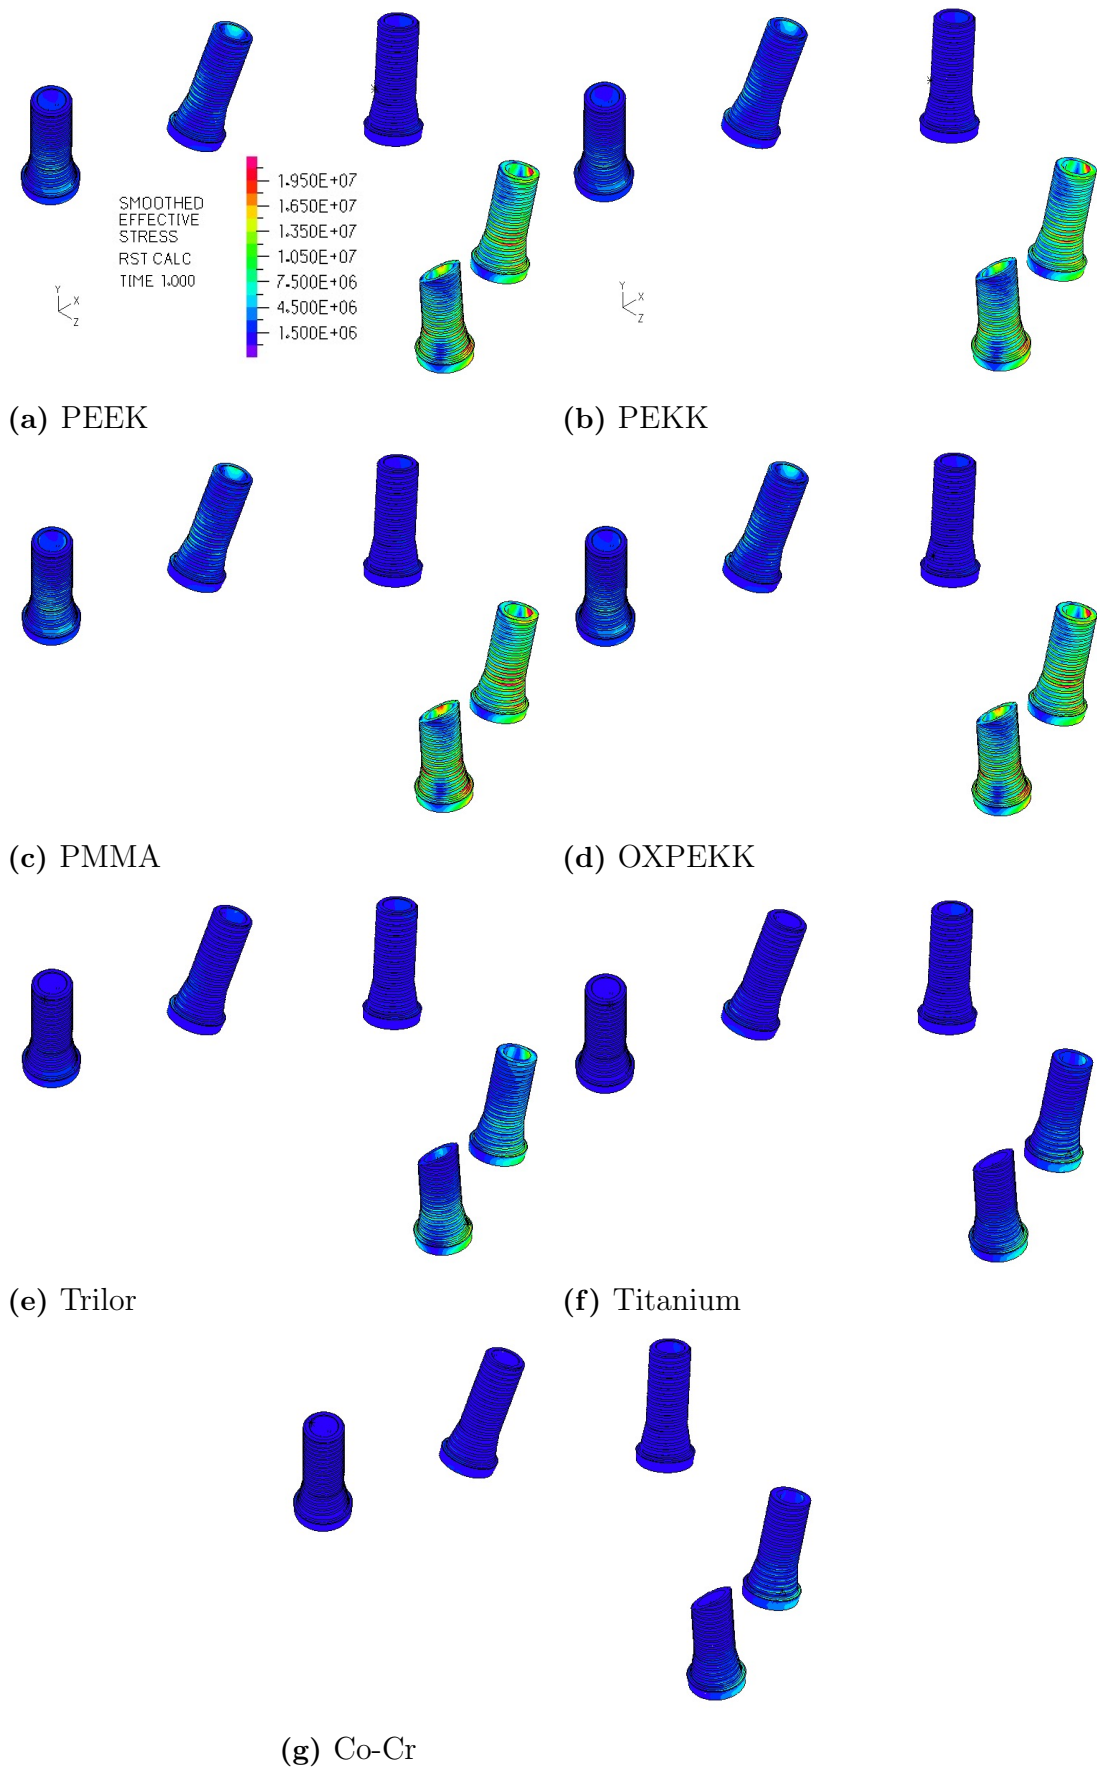 SMOOTHED
EFFECTIVE
STRESS
RST CALC
TIME 1.000
1.950E+07
1.650E+07
1.350E+07
1.050E+07
7.500E+06
4.500E+06
1.500E+06
Y
X
Z
Y
X
Z
(a) PEEK
(b) PEKK
(c) PMMA
(d) OXPEKK
(e) Trilor
(f) Titanium
(g) Co-Cr